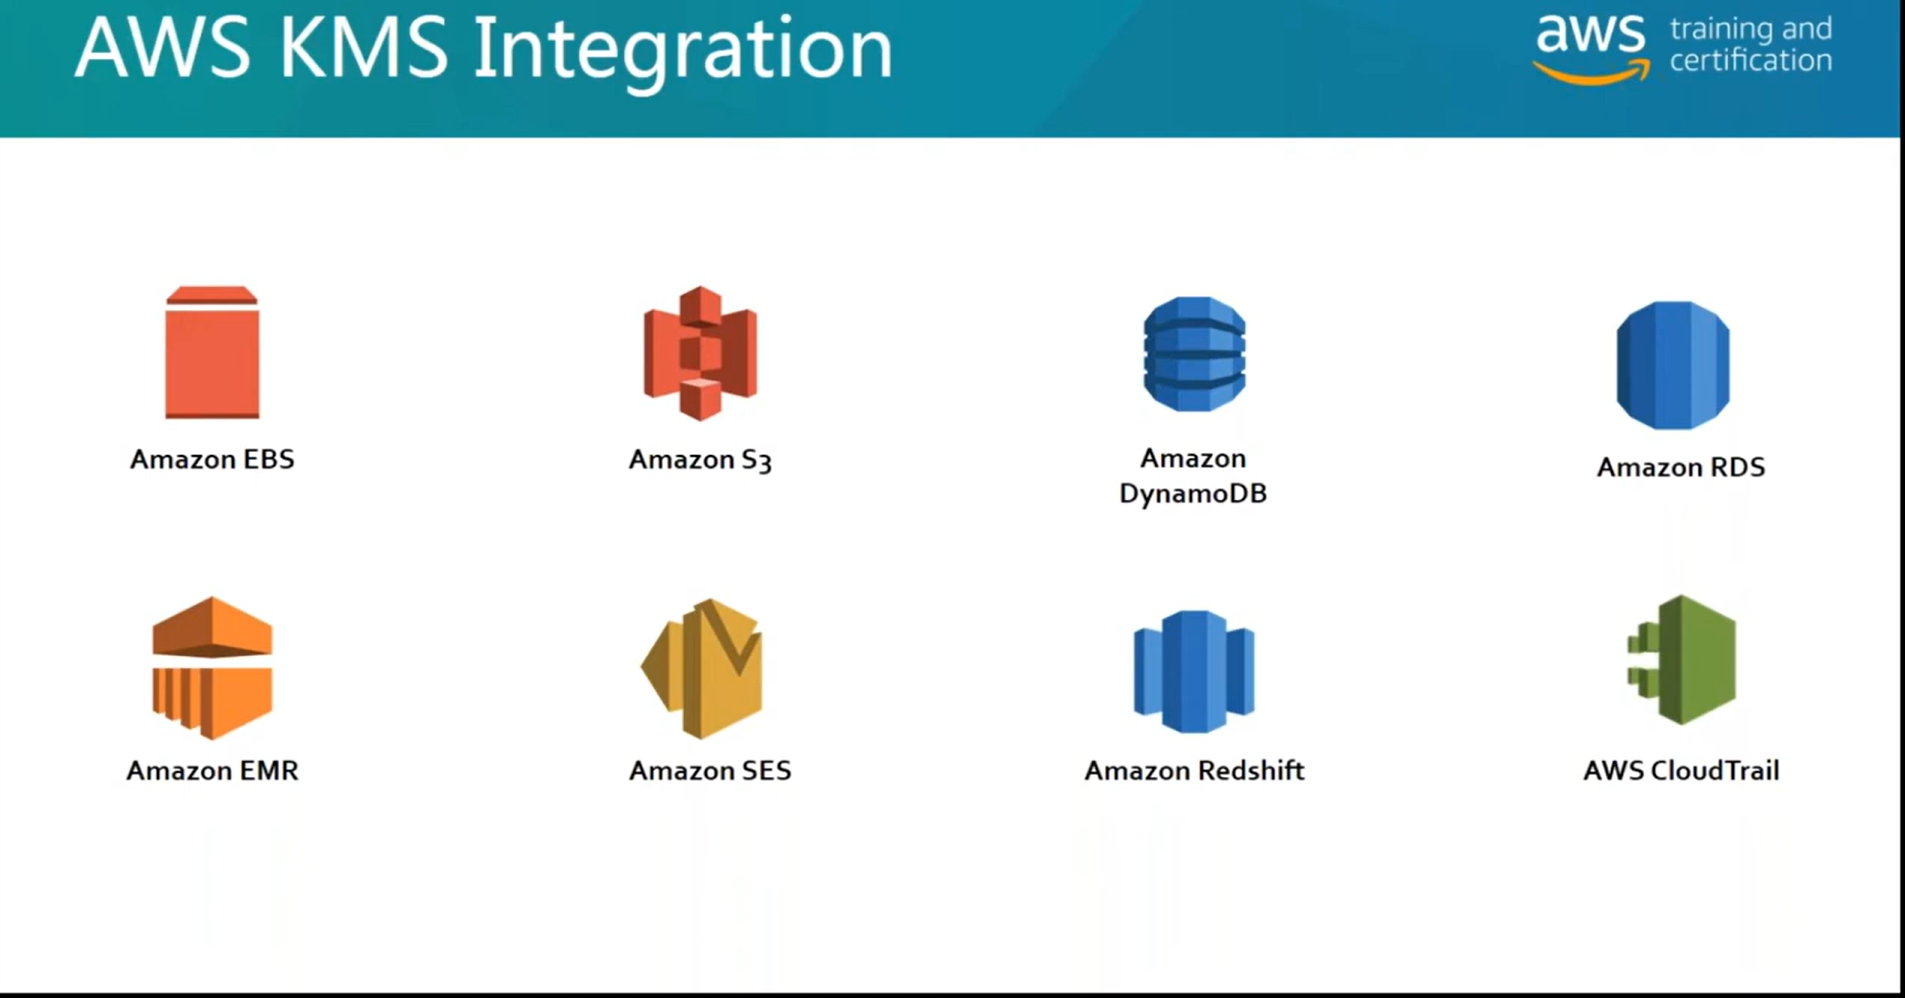 AWS KMS Integration
aws
training and
certification
Amazon EBS
Amazon S3
Amazon
DynamoDB
Amazon RDS
Amazon EMR
Amazon SES
Amazon Redshift
AWS CloudTrail